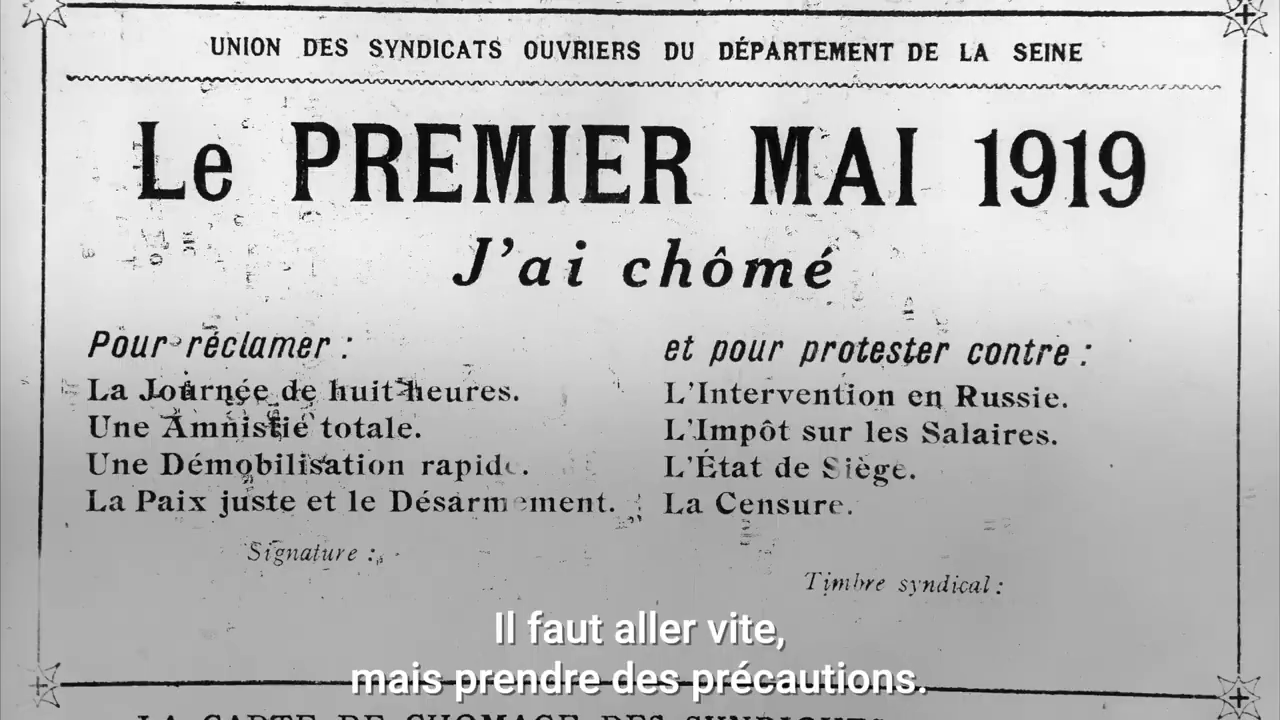 UNION DES SYNDICATS OUVRIERS DU DÉPARTEMENT DE LA SEINE
Le PREMIER MAI 1919
J'ai chômé
Pour réclamer :
La Journée de huit heures.
Une Amnistie totale.
Une Démobilisation rapide.
La Paix juste et le Désarmement.
et pour protester contre :
L'Intervention en Russie.
L'Impôt sur les Salaires.
L'État de Siège.
La Censure.
Signature :
Timbre syndical :
Il faut aller vite,
mais prendre des précautions.
LA CARTE DE CHOMAGE DES SYNDIQUÉS